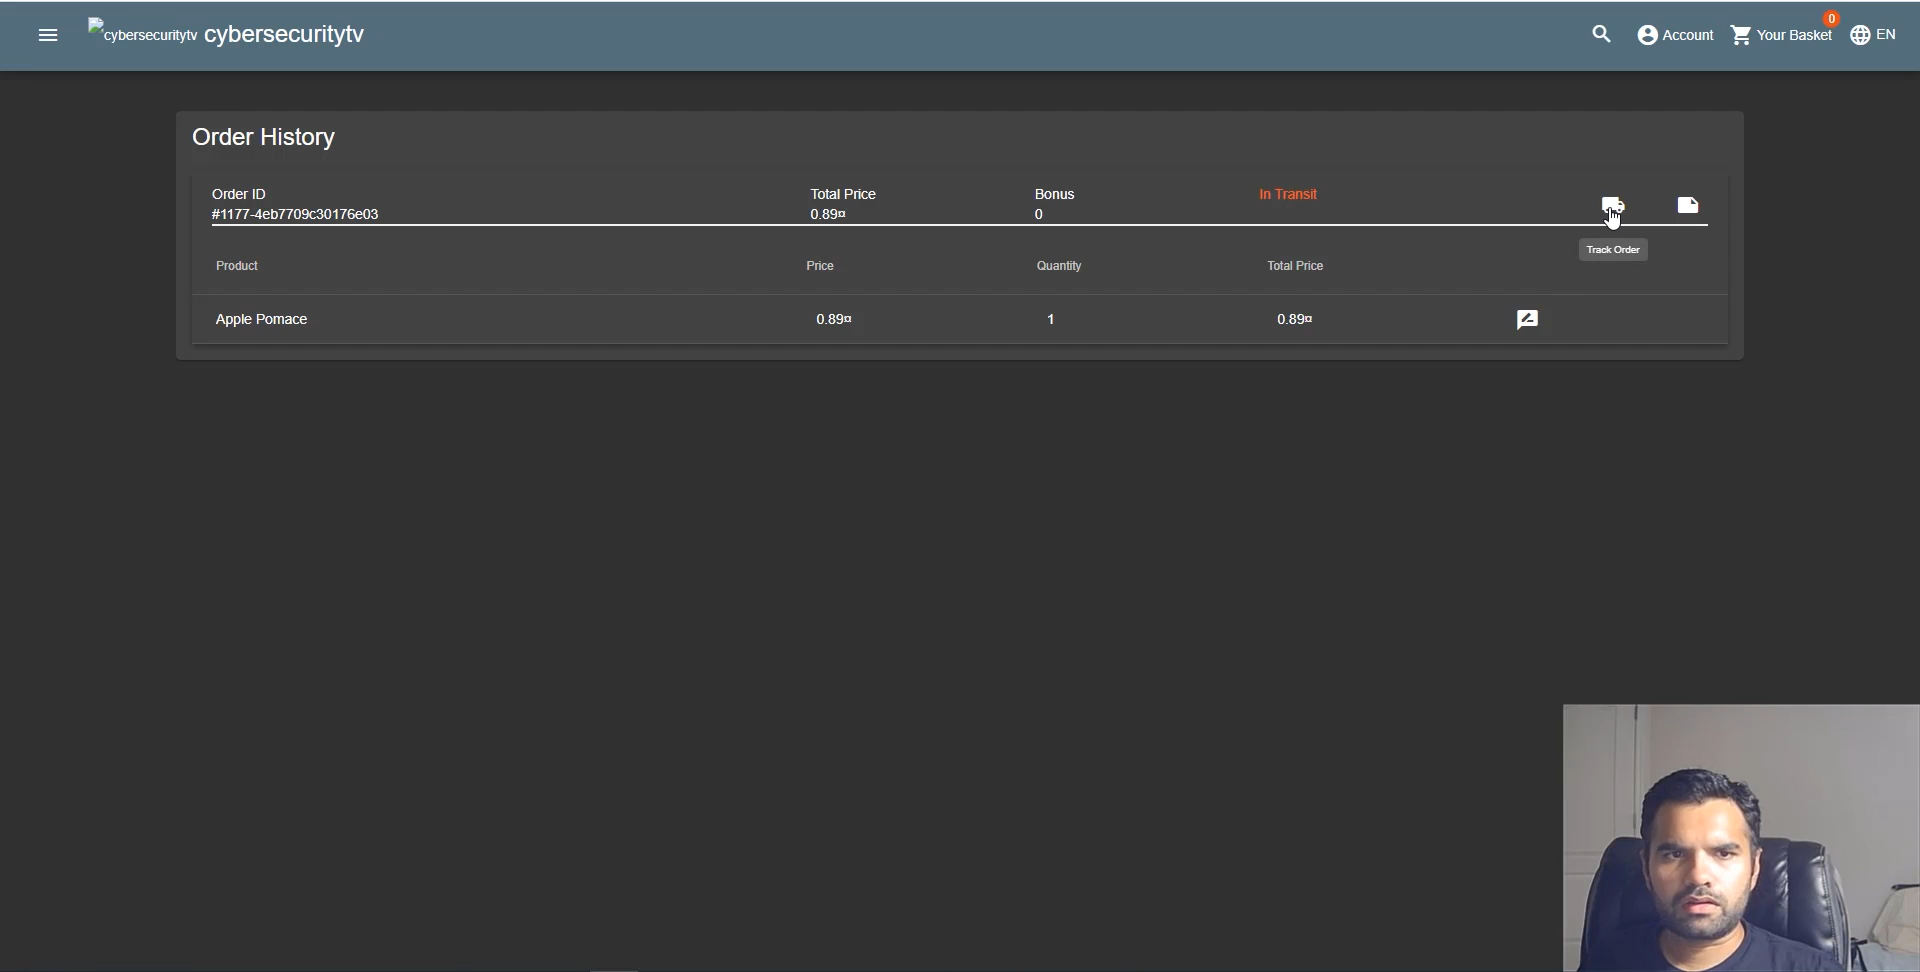 cybersecuritytv cybersecuritytv
Account
0
Your Basket
EN
Order History
Order ID Total Price Bonus In Transit
#1177-4eb7709c30176e03 0.89¤ 0
Track Order
Product Price Quantity Total Price
Apple Pomace 0.89¤ 1 0.89¤